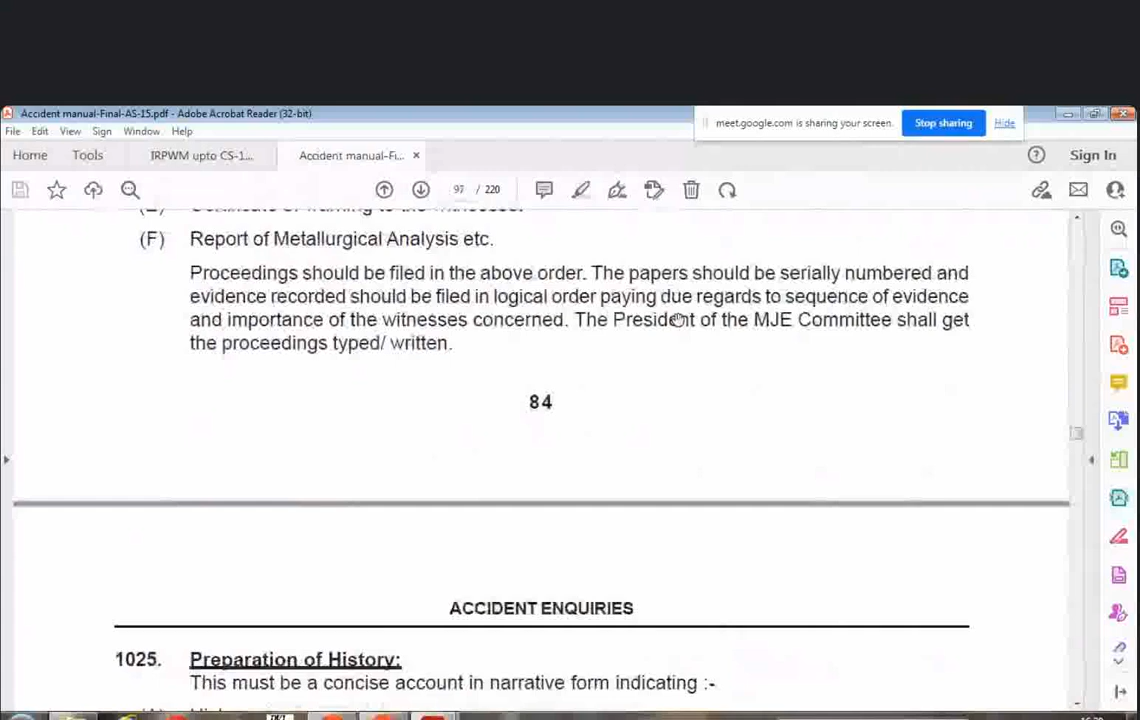 Accident manual-Final-AS-15.pdf - Adobe Acrobat Reader (32-bit)
meet.google.com is sharing your screen.
Stop sharing
Hide
File Edit View Sign Window Help
Home Tools IRPWM upto CS-1... Accident manual-Fi... × Sign In
97 / 220
(F) Report of Metallurgical Analysis etc.
Proceedings should be filed in the above order. The papers should be serially numbered and
evidence recorded should be filed in logical order paying due regards to sequence of evidence
and importance of the witnesses concerned. The President of the MJE Committee shall get
the proceedings typed/ written.
84
ACCIDENT ENQUIRIES
1025. Preparation of History:
This must be a concise account in narrative form indicating :-